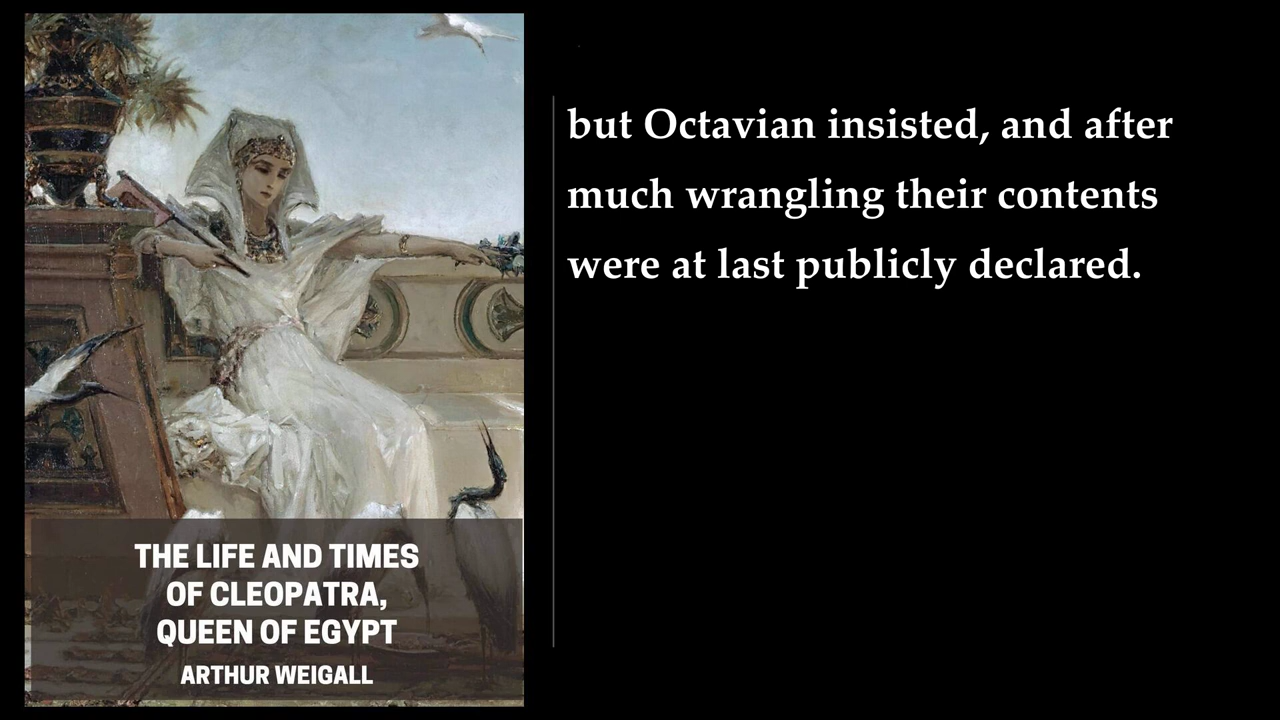 but Octavian insisted, and after
much wrangling their contents
were at last publicly declared.
THE LIFE AND TIMES
OF CLEOPATRA,
QUEEN OF EGYPT
ARTHUR WEIGALL